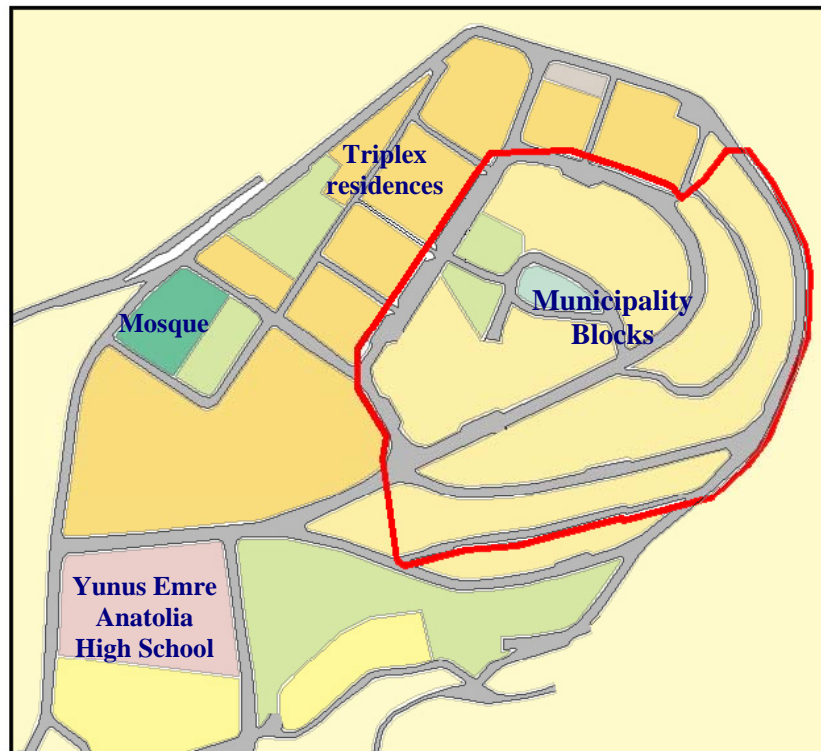 Triplex
residences
Municipality
Blocks
Mosque
Yunus Emre
Anatolia
High School